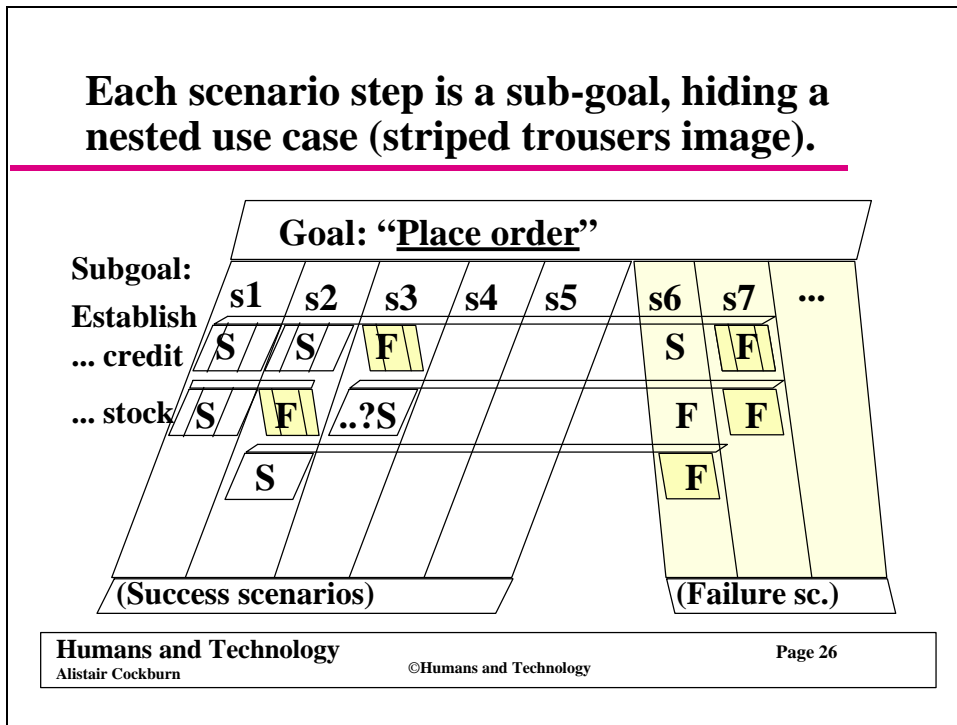 Each scenario step is a sub-goal, hiding a
nested use case (striped trousers image).
Goal: “Place order”
Subgoal:
s1 s2 s3 s4 s5 s6 s7 ...
Establish
... credit S S F S F
... stock S F ..?S F F
S F
(Success scenarios) (Failure sc.)
Humans and Technology
Alistair Cockburn
©Humans and Technology
Page 26